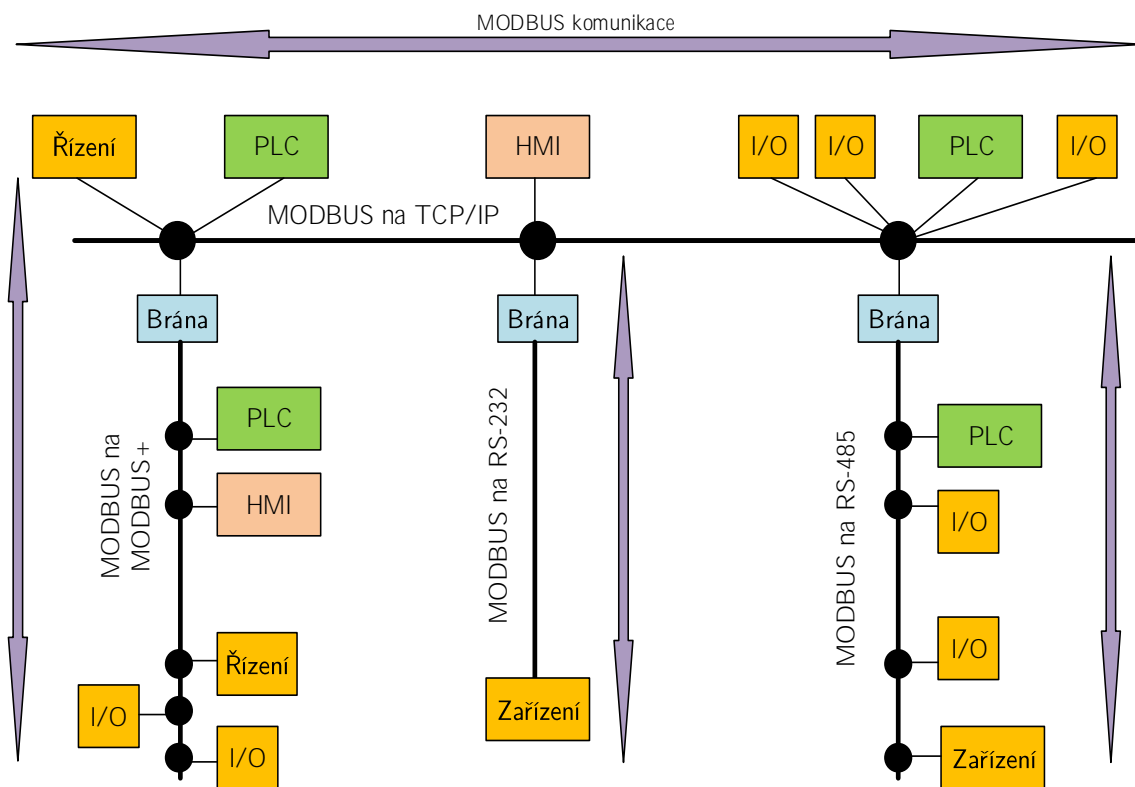 MODBUS komunikace
Řízení
PLC
HMI
I/O
I/O
PLC
I/O
MODBUS na TCP/IP
Brána
Brána
Brána
MODBUS na
MODBUS+
PLC
HMI
Řízení
I/O
I/O
MODBUS na RS-232
Zařízení
MODBUS na RS-485
PLC
I/O
I/O
Zařízení